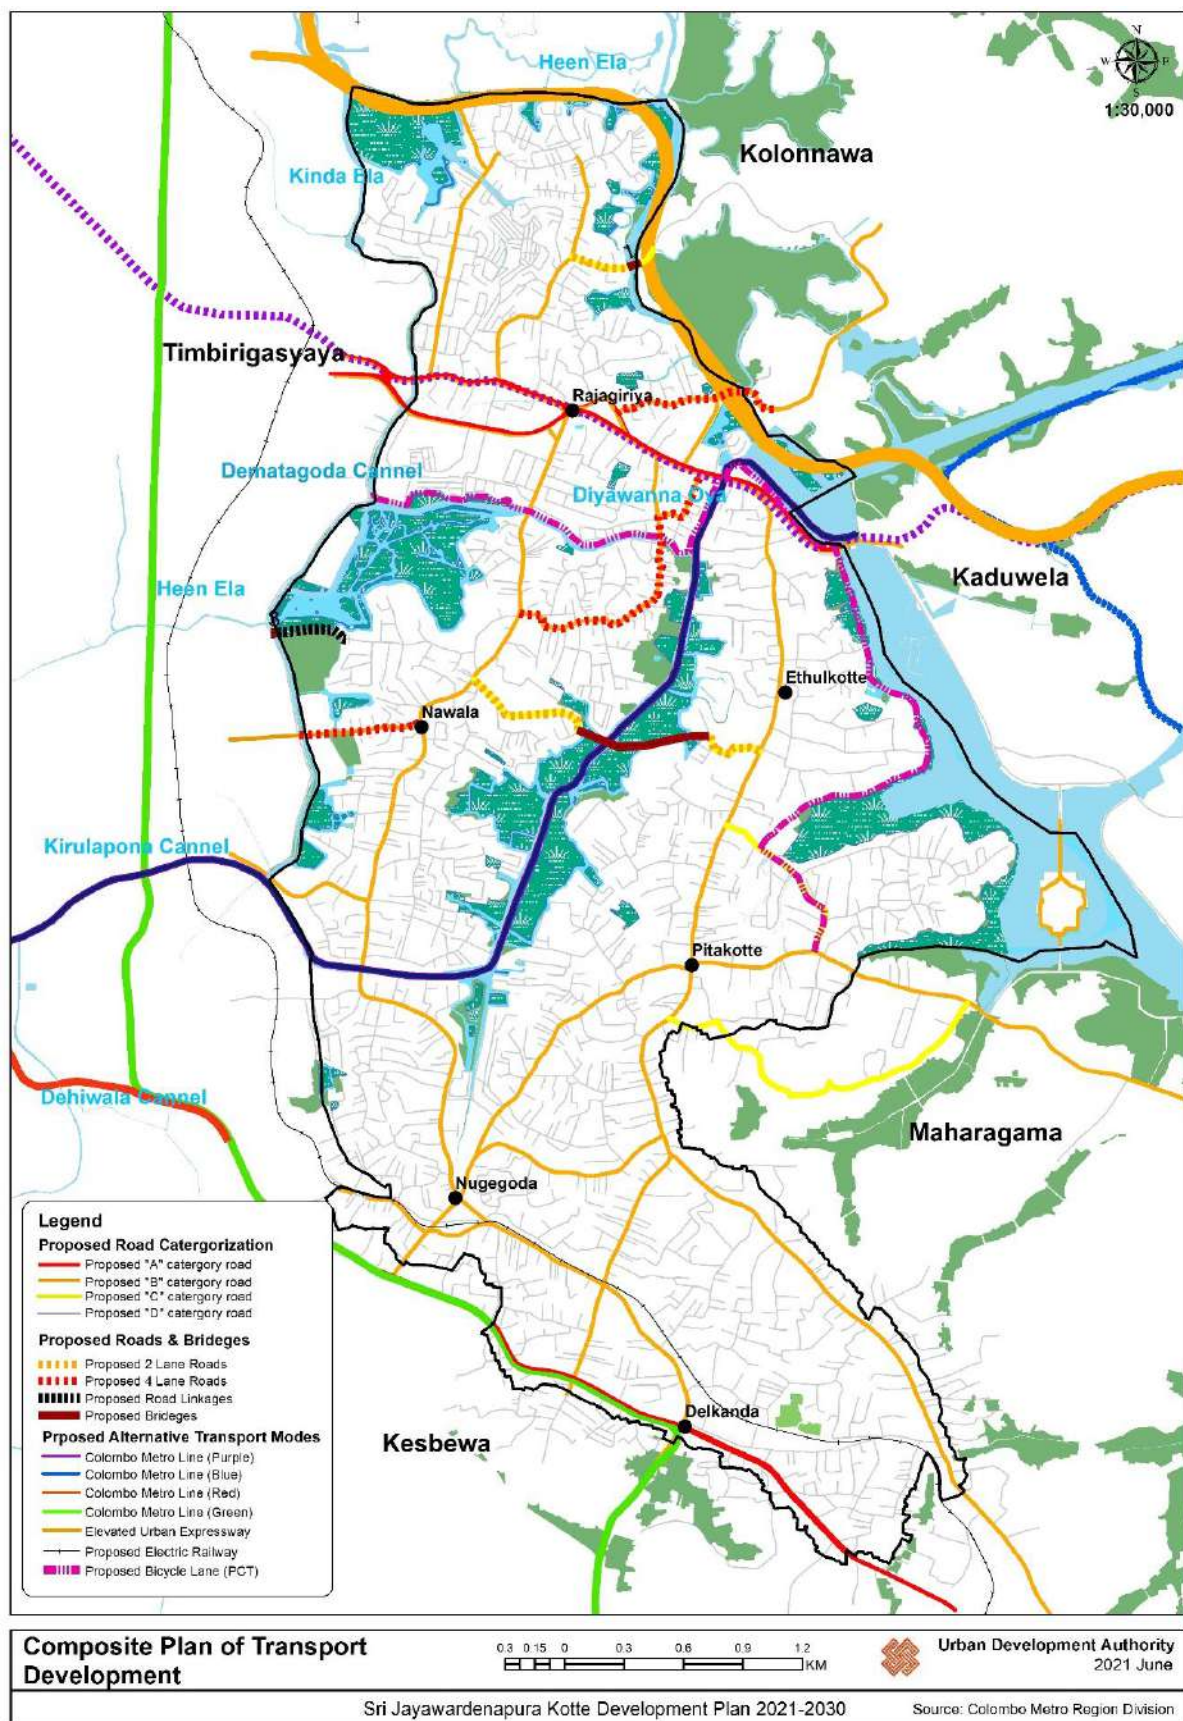 Heen Ela
N
W
E
S
1:30,000
Kolonnawa
Kinda Ela
Timbirigasyaya
Rajagiriya
Dematagoda Cannel
Diyawanna Oya
Heen Ela
Kaduwela
Ethulkotte
Nawala
Kirulapona Cannel
Pitakotte
Dehiwala Cannel
Maharagama
Nugegoda
Delkanda
Kesbewa
Legend
Proposed Road Catergorization
Proposed "A" catergory road
Proposed "B" catergory road
Proposed "C" catergory road
Proposed "D" catergory road
Proposed Roads & Brideges
Proposed 2 Lane Roads
Proposed 4 Lane Roads
Proposed Road Linkages
Proposed Brideges
Prposed Alternative Transport Modes
Colombo Metro Line (Purple)
Colombo Metro Line (Blue)
Colombo Metro Line (Red)
Colombo Metro Line (Green)
Elevated Urban Expressway
Proposed Electric Railway
Proposed Bicycle Lane (PCT)
Composite Plan of Transport
Development
0.3 0.15 0 0.3 0.6 0.9 1.2
KM
Urban Development Authority
2021 June
Sri Jayawardenapura Kotte Development Plan 2021-2030
Source: Colombo Metro Region Division